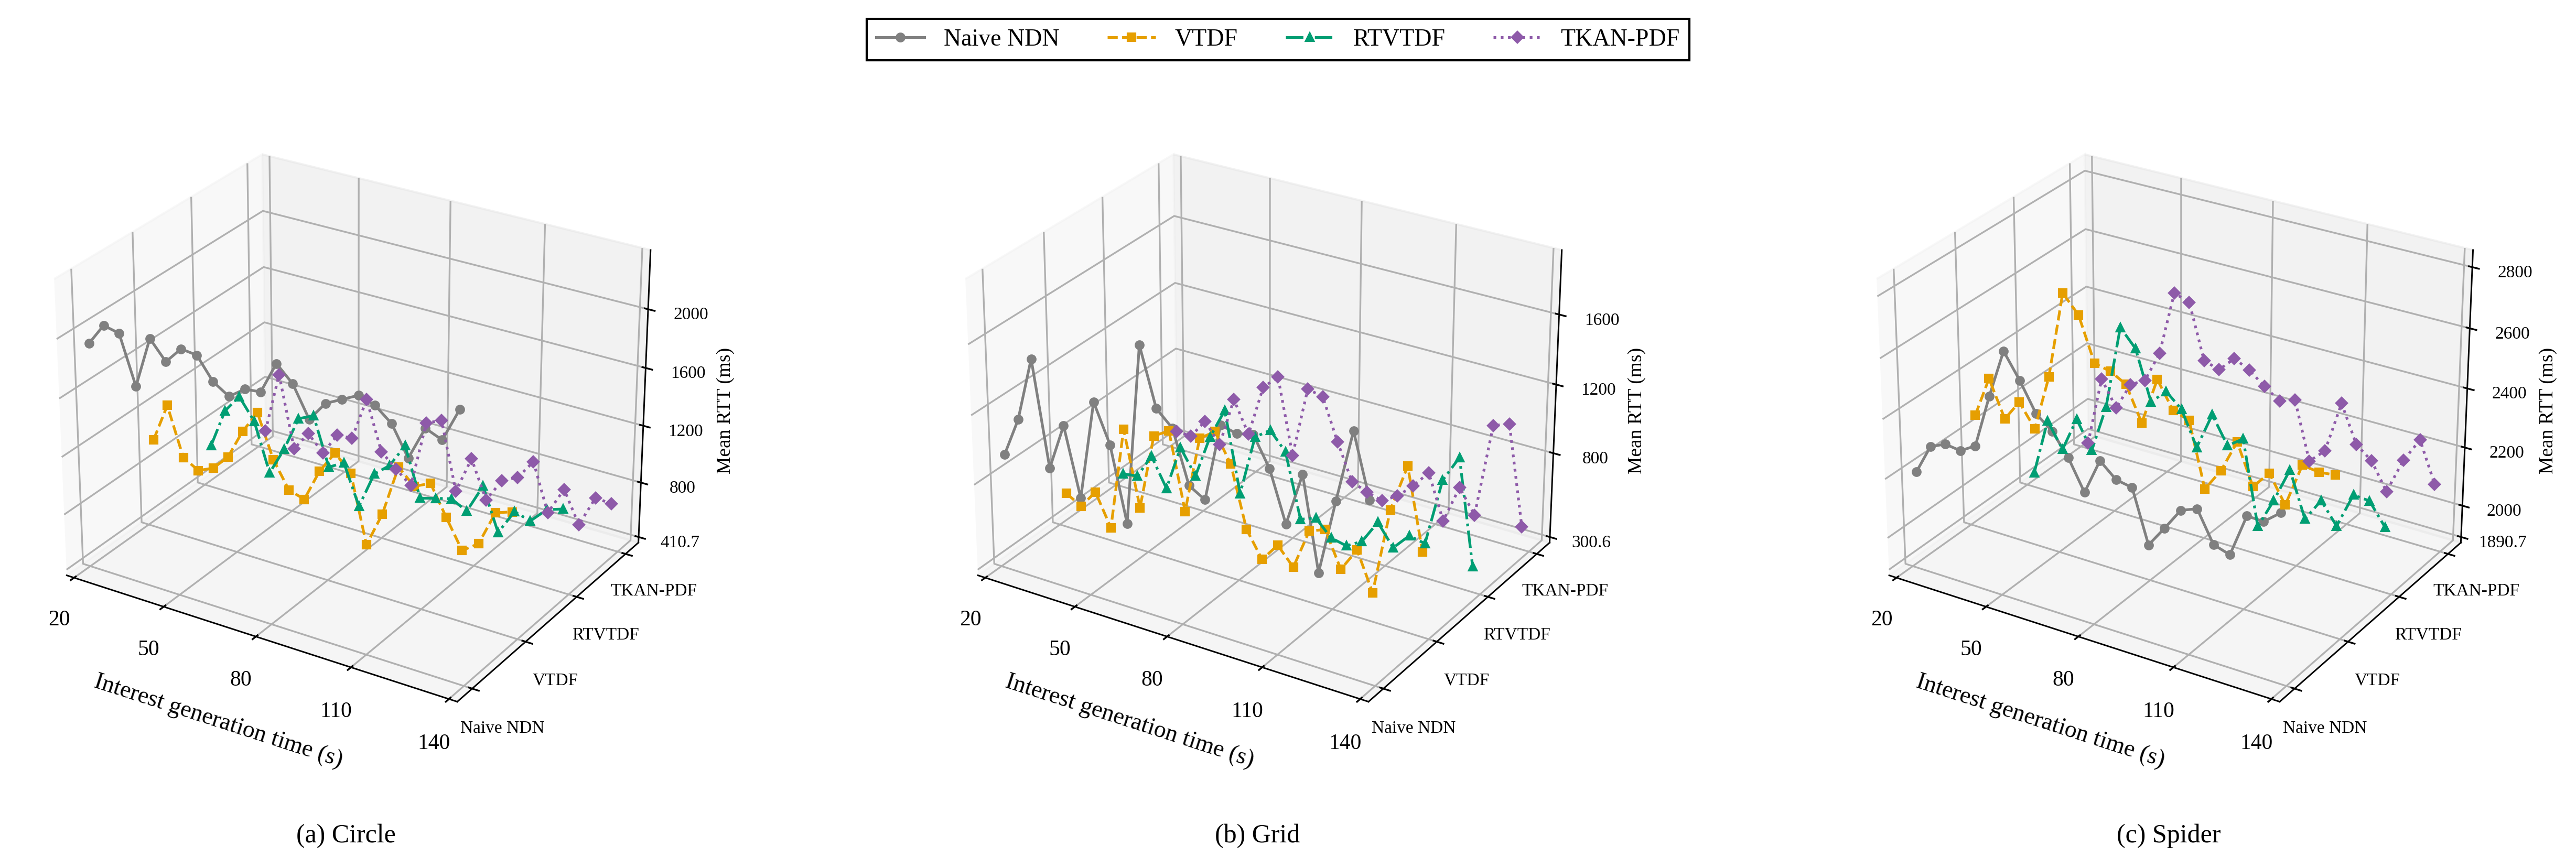 Naive NDN VTDF RTVTDF TKAN-PDF
2000
1600
1200
800
410.7
Mean RTT (ms)
TKAN-PDF
RTVTDF
VTDF
Naive NDN
20
50
80
110
140
Interest generation time (s)
(a) Circle
1600
1200
800
300.6
Mean RTT (ms)
TKAN-PDF
RTVTDF
VTDF
Naive NDN
20
50
80
110
140
Interest generation time (s)
(b) Grid
2800
2600
2400
2200
2000
1890.7
Mean RTT (ms)
TKAN-PDF
RTVTDF
VTDF
Naive NDN
20
50
80
110
140
Interest generation time (s)
(c) Spider